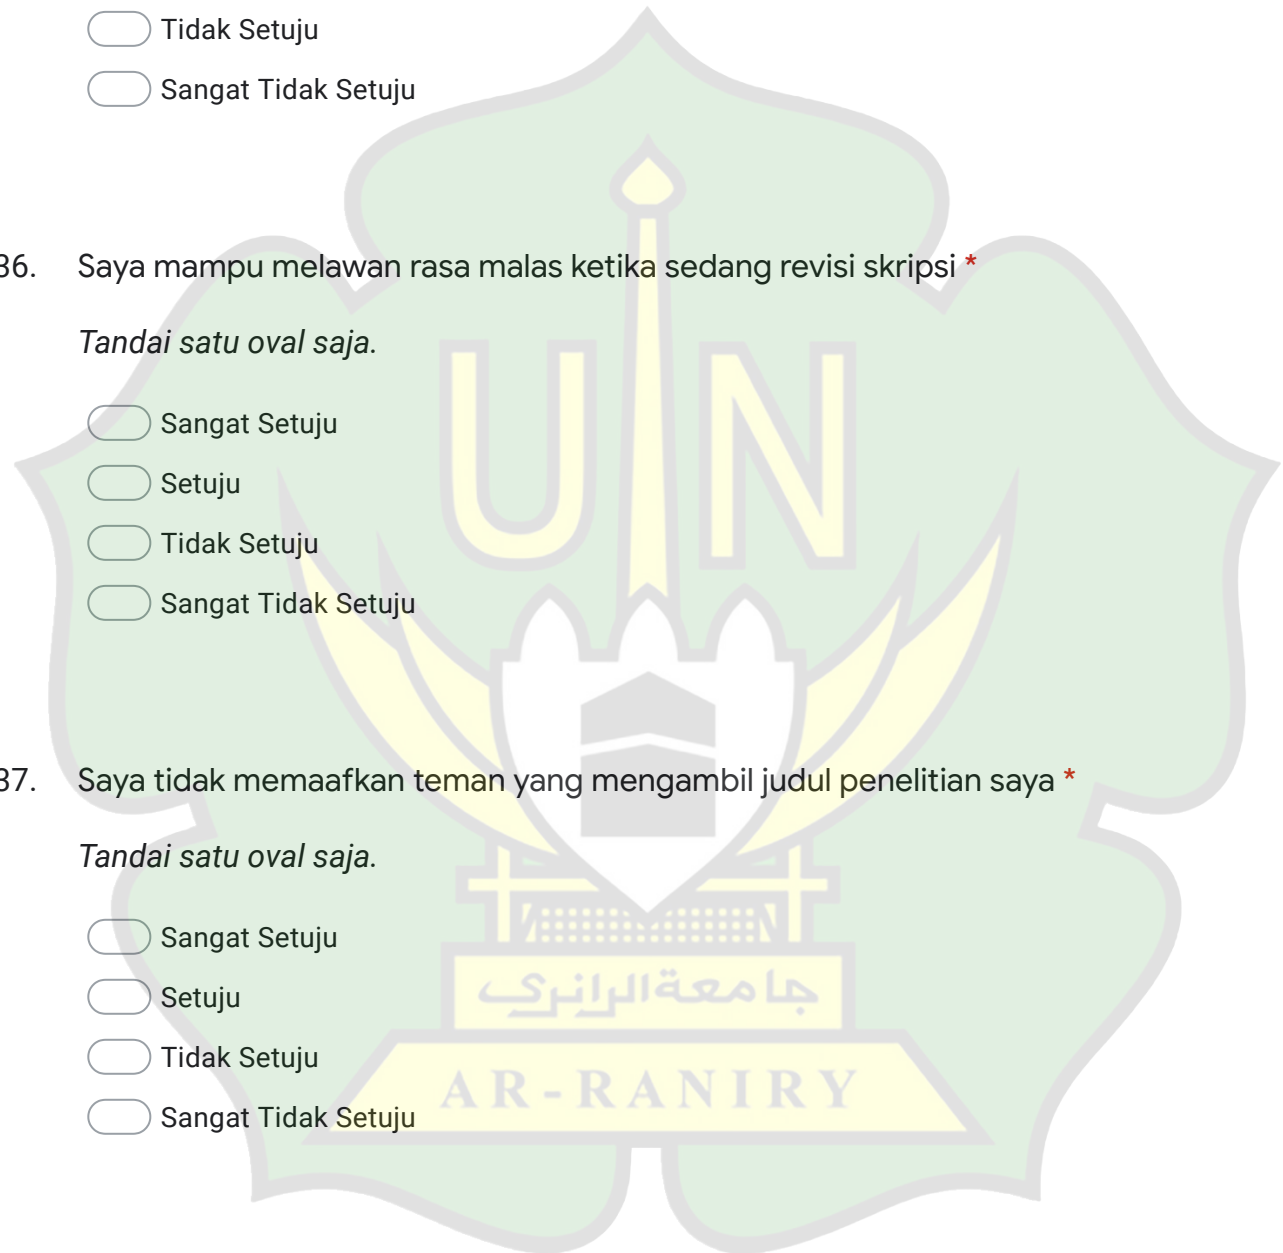 Tidak Setuju
Sangat Tidak Setuju
36. Saya mampu melawan rasa malas ketika sedang revisi skripsi *
Tandai satu oval saja.
Sangat Setuju
Setuju
Tidak Setuju
Sangat Tidak Setuju
37. Saya tidak memaafkan teman yang mengambil judul penelitian saya *
Tandai satu oval saja.
Sangat Setuju
Setuju
Tidak Setuju
Sangat Tidak Setuju
UIN
جامعة الرانري
AR-RANIRY